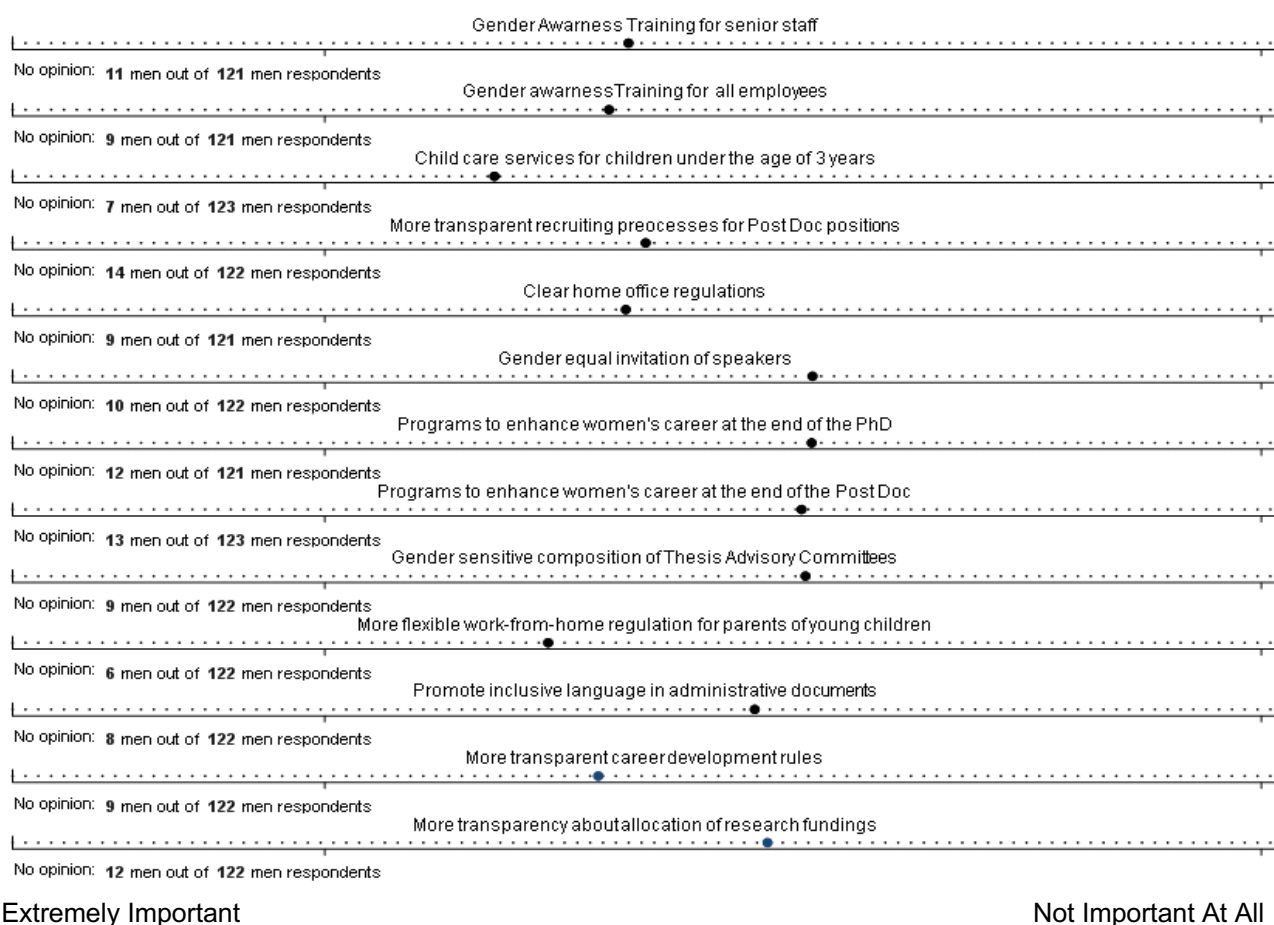 Gender Awarness Training for senior staff
No opinion: 11 men out of 121 men respondents
Gender awarness Training for all employees
No opinion: 9 men out of 121 men respondents
Child care services for children under the age of 3 years
No opinion: 7 men out of 123 men respondents
More transparent recruiting preocesses for Post Doc positions
No opinion: 14 men out of 122 men respondents
Clear home office regulations
No opinion: 9 men out of 121 men respondents
Gender equal invitation of speakers
No opinion: 10 men out of 122 men respondents
Programs to enhance women's career at the end of the PhD
No opinion: 12 men out of 121 men respondents
Programs to enhance women's career at the end of the Post Doc
No opinion: 13 men out of 123 men respondents
Gender sensitive composition of Thesis Advisory Committees
No opinion: 9 men out of 122 men respondents
More flexible work-from-home regulation for parents of young children
No opinion: 6 men out of 122 men respondents
Promote inclusive language in administrative documents
No opinion: 8 men out of 122 men respondents
More transparent career development rules
No opinion: 9 men out of 122 men respondents
More transparency about allocation of research fundings
No opinion: 12 men out of 122 men respondents
Extremely Important Not Important At All